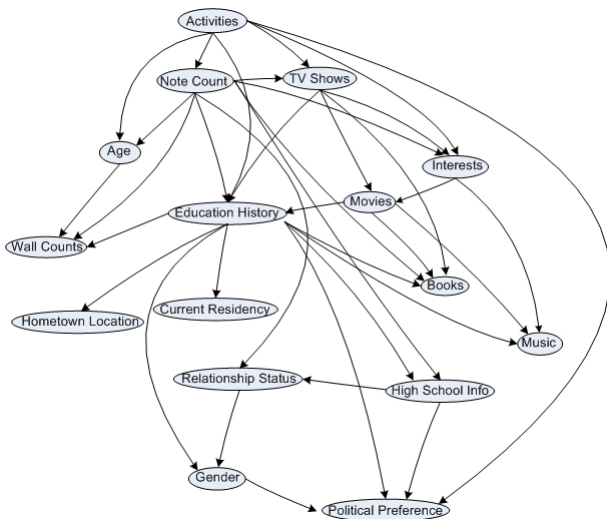 Activities
Note Count
TV Shows
Age
Interests
Movies
Education History
Wall Counts
Books
Current Residency
Hometown Location
Music
Relationship Status
High School Info
Gender
Political Preference